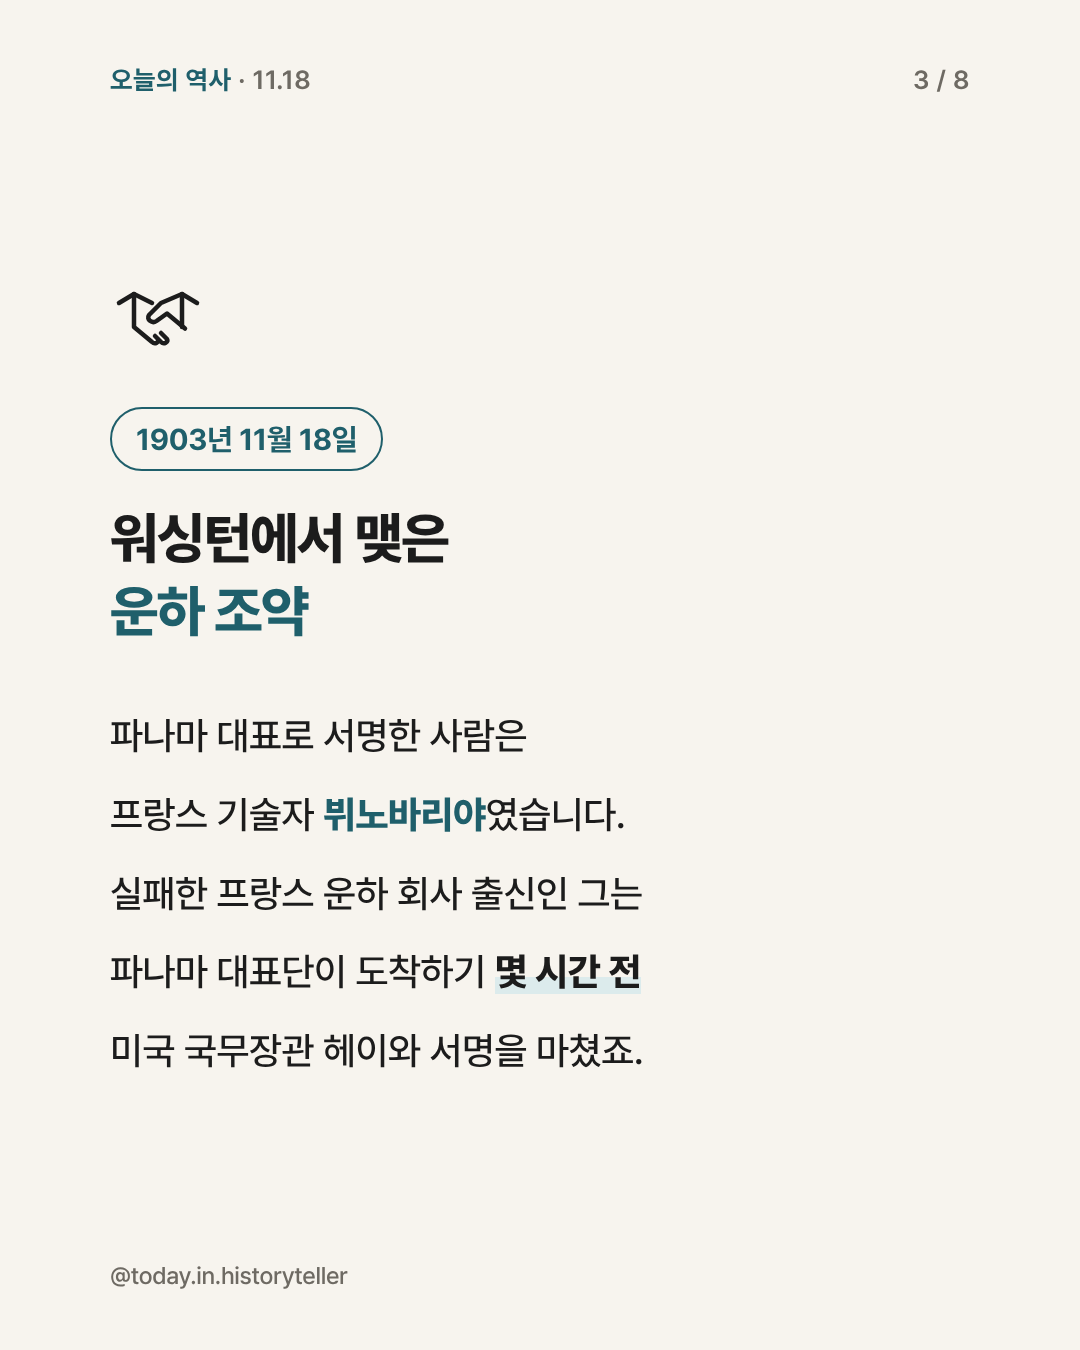 오늘의 역사 · 11.18
3 / 8
1903년 11월 18일
워싱턴에서 맺은
운하 조약
파나마 대표로 서명한 사람은
프랑스 기술자 뷔노바리야였습니다.
실패한 프랑스 운하 회사 출신인 그는
파나마 대표단이 도착하기 몇 시간 전
미국 국무장관 헤이와 서명을 마쳤죠.
@today.in.historyteller